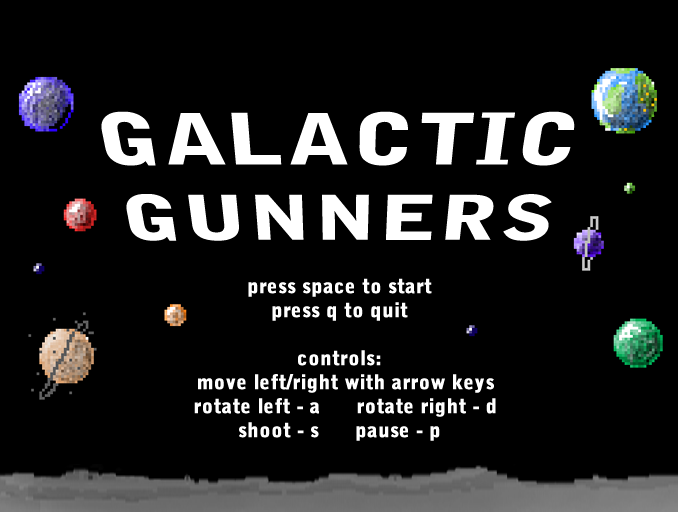 GALACTIC
GUNNERS
press space to start
press q to quit
controls:
move left/right with arrow keys
rotate left - a rotate right - d
shoot - s pause - p